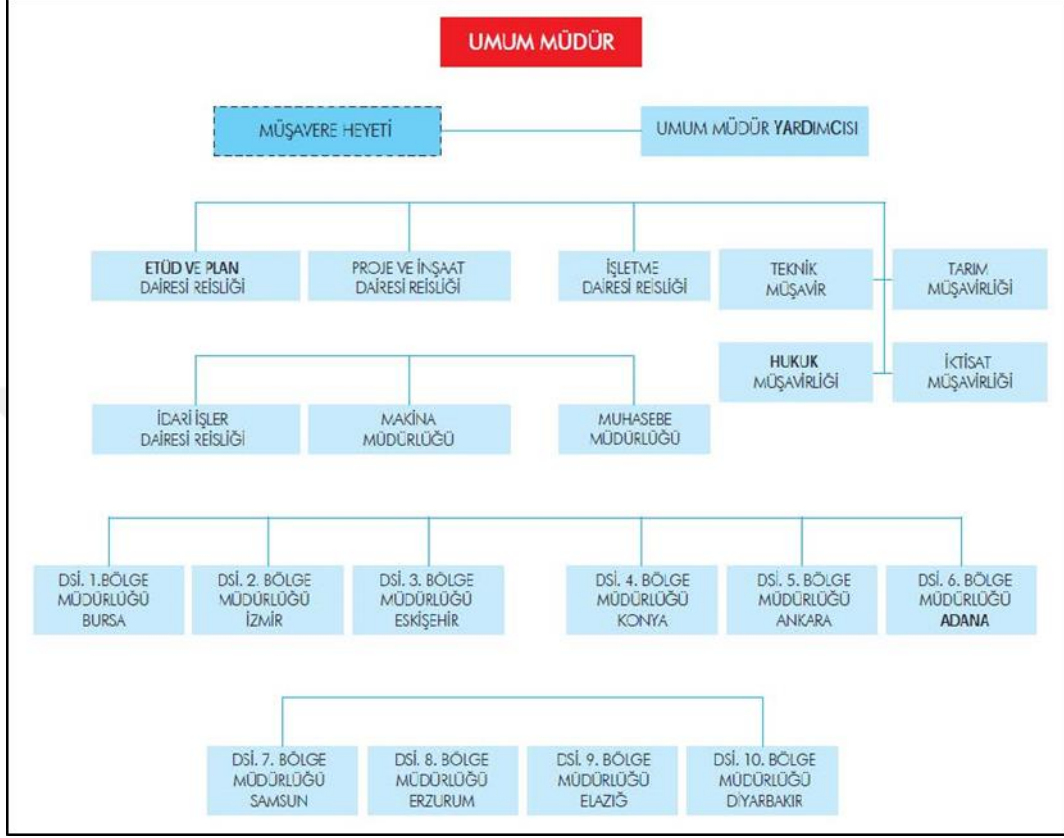 UMUM MÜDÜR
MÜŞAVERE HEYETİ
UMUM MÜDÜR YARDIMCISI
ETÜD VE PLAN
DAİRESİ REİSLİĞİ
PROJE VE İNŞAAT
DAİRESİ REİSLİĞİ
İŞLETME
DAİRESİ REİSLİĞİ
TEKNİK
MÜŞAVİR
TARIM
MÜŞAVİRLİĞİ
HUKUK
MÜŞAVİRLİĞİ
İKTİSAT
MÜŞAVİRLİĞİ
İDARİ İŞLER
DAİRESİ REİSLİĞİ
MAKİNA
MÜDÜRLÜĞÜ
MUHASEBE
MÜDÜRLÜĞÜ
DSİ. 1.BÖLGE
MÜDÜRLÜĞÜ
BURSA
DSİ. 2. BÖLGE
MÜDÜRLÜĞÜ
İZMİR
DSİ. 3. BÖLGE
MÜDÜRLÜĞÜ
ESKİŞEHİR
DSİ. 4. BÖLGE
MÜDÜRLÜĞÜ
KONYA
DSİ. 5. BÖLGE
MÜDÜRLÜĞÜ
ANKARA
DSİ. 6. BÖLGE
MÜDÜRLÜĞÜ
ADANA
DSİ. 7. BÖLGE
MÜDÜRLÜĞÜ
SAMSUN
DSİ. 8. BÖLGE
MÜDÜRLÜĞÜ
ERZURUM
DSİ. 9. BÖLGE
MÜDÜRLÜĞÜ
ELAZIĞ
DSİ. 10. BÖLGE
MÜDÜRLÜĞÜ
DİYARBAKIR